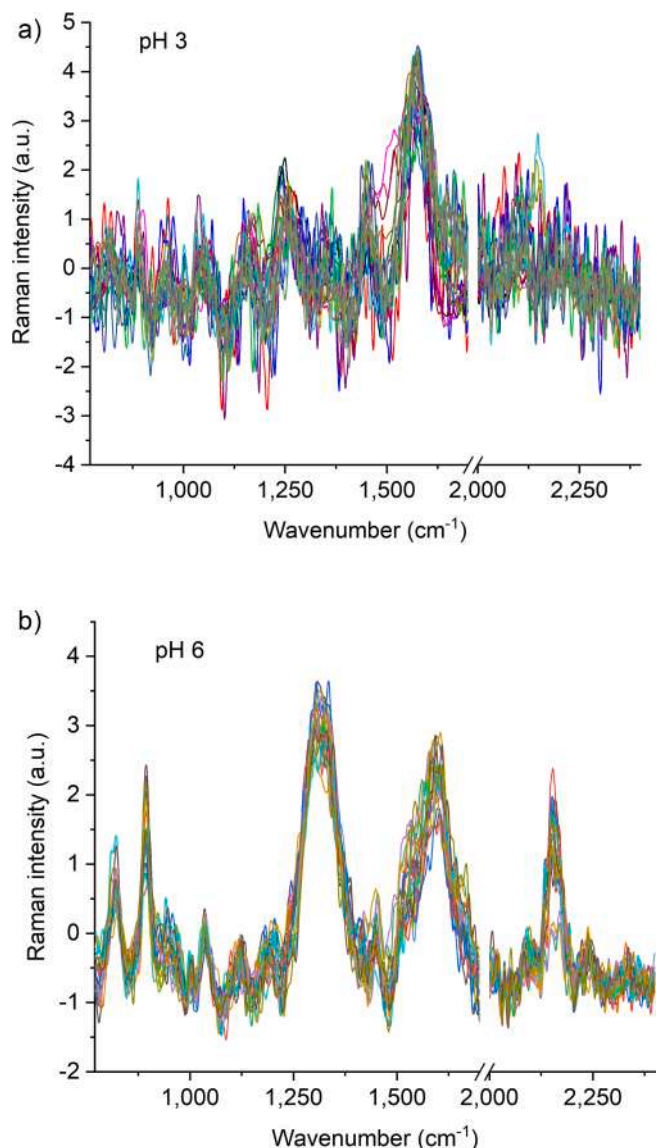 a)
pH 3
5
4
3
2
1
0
-1
-2
-3
-4
Raman intensity (a.u.)
1,000 1,250 1,500 2,000 2,250
Wavenumber (cm⁻¹)
b)
pH 6
4
3
2
1
0
-1
-2
Raman intensity (a.u.)
1,000 1,250 1,500 2,000 2,250
Wavenumber (cm⁻¹)